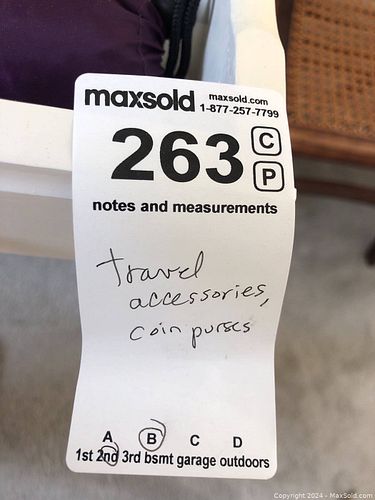 maxsold
maxsold.com
1-877-257-7799
263
C
P
notes and measurements
travel
accessories,
coin purses
A B C D
1st 2nd 3rd bsmt garage outdoors
Copyright 2024 - MaxSold.com